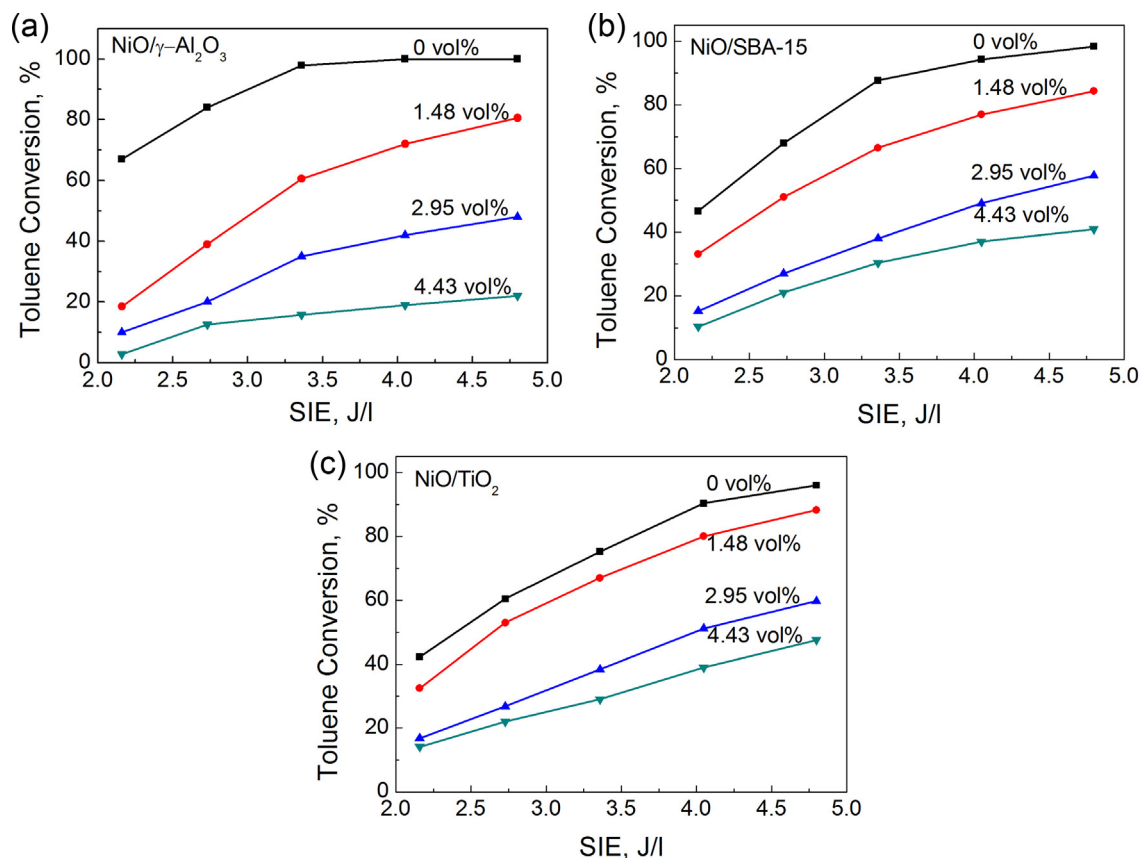 (a)
NiO/γ–Al₂O₃
0 vol%
1.48 vol%
2.95 vol%
4.43 vol%
100
80
60
40
20
0
Toluene Conversion, %
2.0 2.5 3.0 3.5 4.0 4.5 5.0
SIE, J/l
(b)
NiO/SBA-15
0 vol%
1.48 vol%
2.95 vol%
4.43 vol%
100
80
60
40
20
0
Toluene Conversion, %
2.0 2.5 3.0 3.5 4.0 4.5 5.0
SIE, J/l
(c)
NiO/TiO₂
0 vol%
1.48 vol%
2.95 vol%
4.43 vol%
100
80
60
40
20
0
Toluene Conversion, %
2.0 2.5 3.0 3.5 4.0 4.5 5.0
SIE, J/l